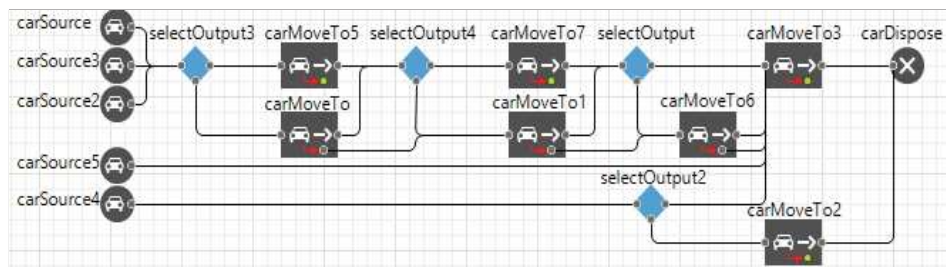 carSource
selectOutput3 carMoveTo5 selectOutput4 carMoveTo7 selectOutput carMoveTo3 carDispose
carSource3
carSource2
carMoveTo carMoveTo1 carMoveTo6
carSource5
selectOutput2
carSource4
carMoveTo2